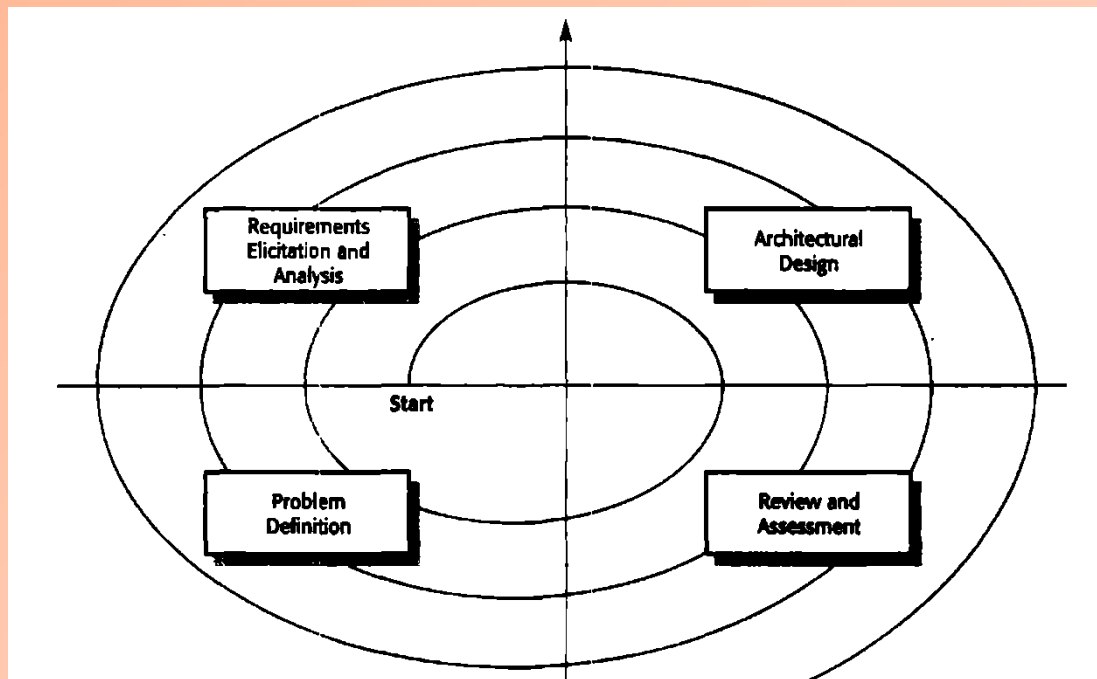 Requirements
Elicitation and
Analysis
Architectural
Design
Start
Problem
Definition
Review and
Assessment